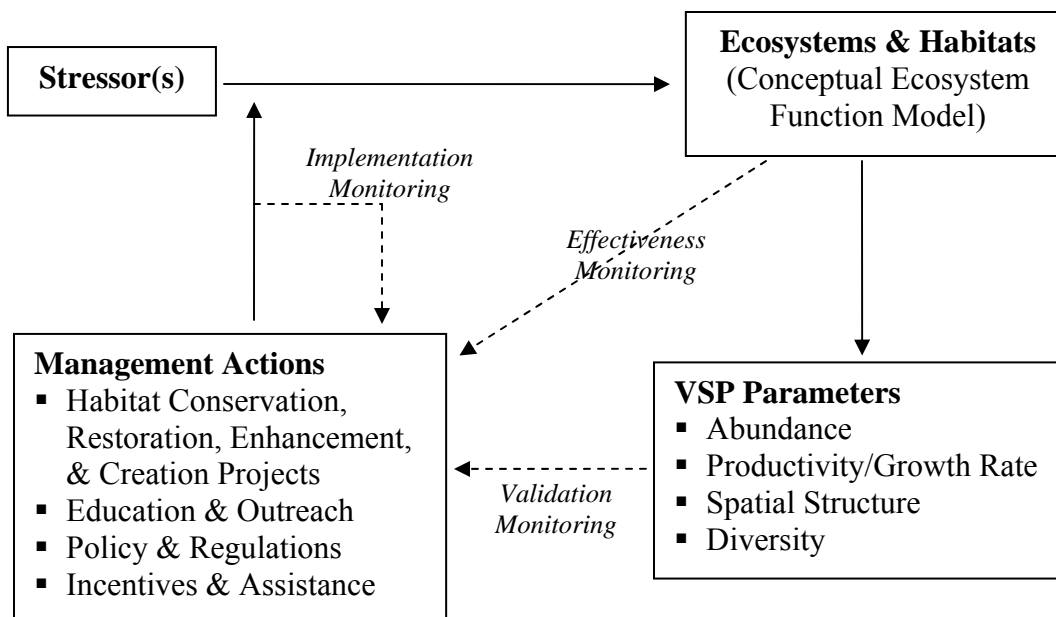 Stressor(s)
Ecosystems & Habitats
(Conceptual Ecosystem
Function Model)
Implementation
Monitoring
Effectiveness
Monitoring
Management Actions
▪ Habitat Conservation,
Restoration, Enhancement,
& Creation Projects
▪ Education & Outreach
▪ Policy & Regulations
▪ Incentives & Assistance
Validation
Monitoring
VSP Parameters
▪ Abundance
▪ Productivity/Growth Rate
▪ Spatial Structure
▪ Diversity